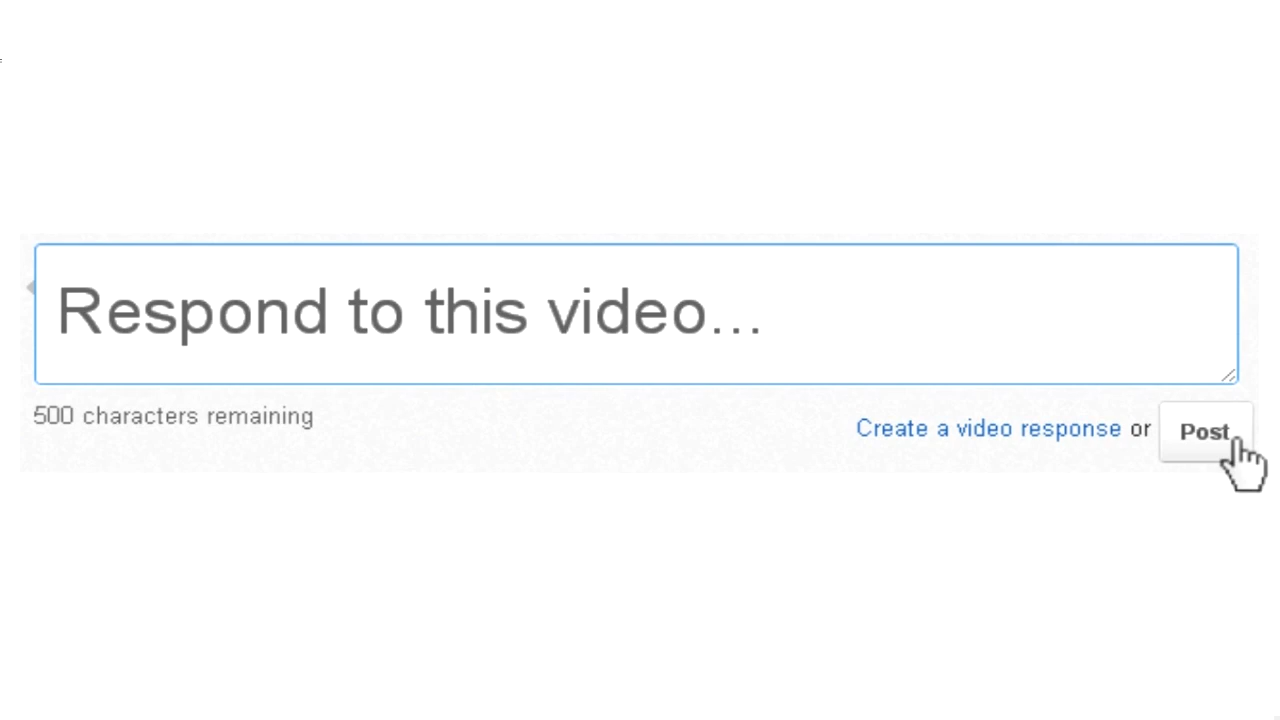 Respond to this video...
500 characters remaining
Create a video response or Post